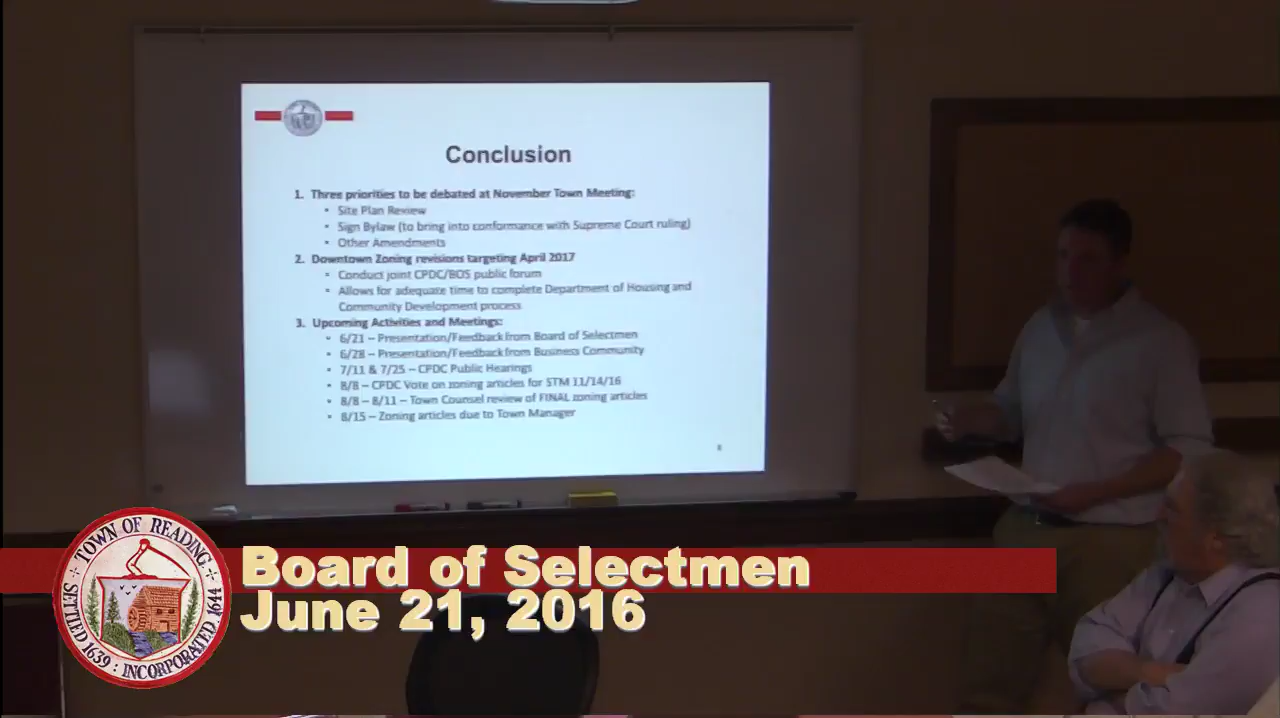 Conclusion
1. Three priorities to be debated at November Town Meeting:
• Site Plan Review
• Sign Bylaw (to bring into conformance with Supreme Court ruling)
• Other Amendments
2. Downtown Zoning revisions targeting April 2017
• Conduct joint CPDC/BOS public forum
• Allows for adequate time to complete Department of Housing and
Community Development process
3. Upcoming Activities and Meetings:
• 6/21 – Presentation/Feedback from Board of Selectmen
• 6/28 – Presentation/Feedback from Business Community
• 7/11 & 7/25 – CPDC Public Hearings
• 8/8 – CPDC Vote on zoning articles for STM 11/14/16
• 8/8 – 8/11 – Town Counsel review of FINAL zoning articles
• 8/15 – Zoning articles due to Town Manager
TOWN OF READING
SETTLED 1639 : INCORPORATED 1644
Board of Selectmen
June 21, 2016